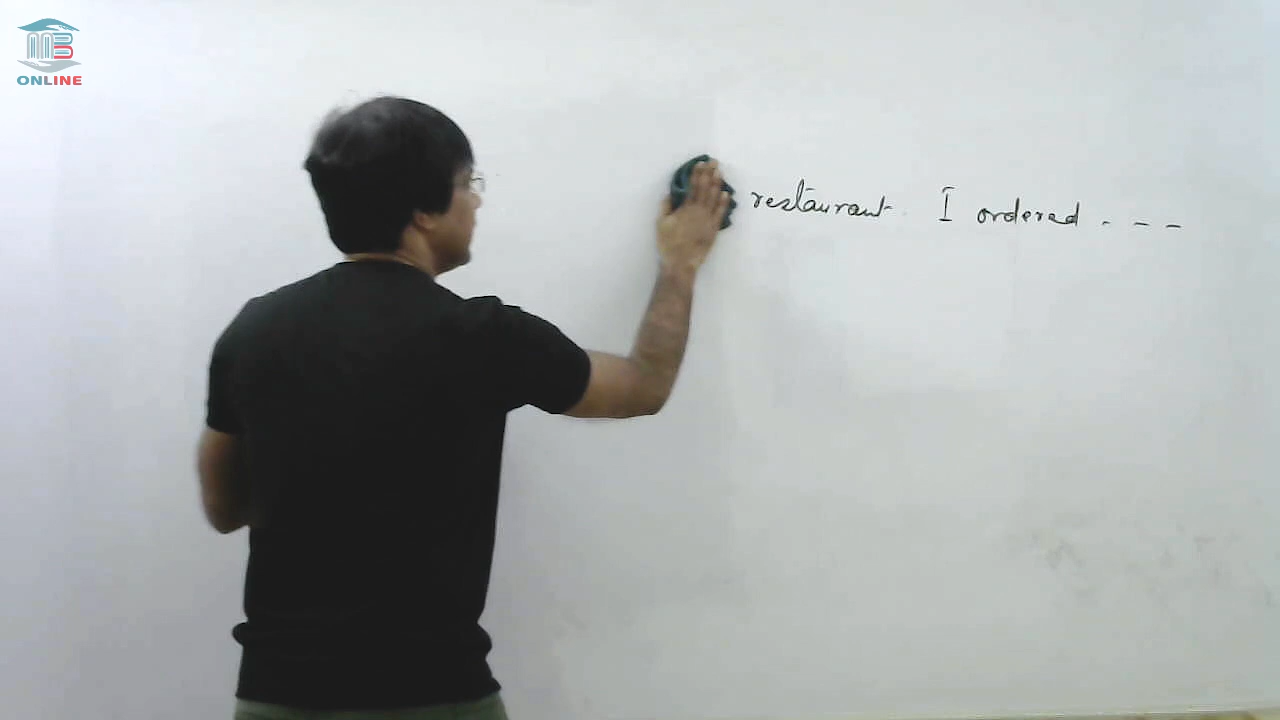 ONLINE
restaurant. I ordered . - - -